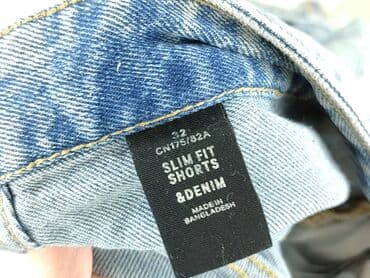 32
CN175/82A
SLIM FIT
SHORTS
&DENIM
MADE IN
BANGLADESH